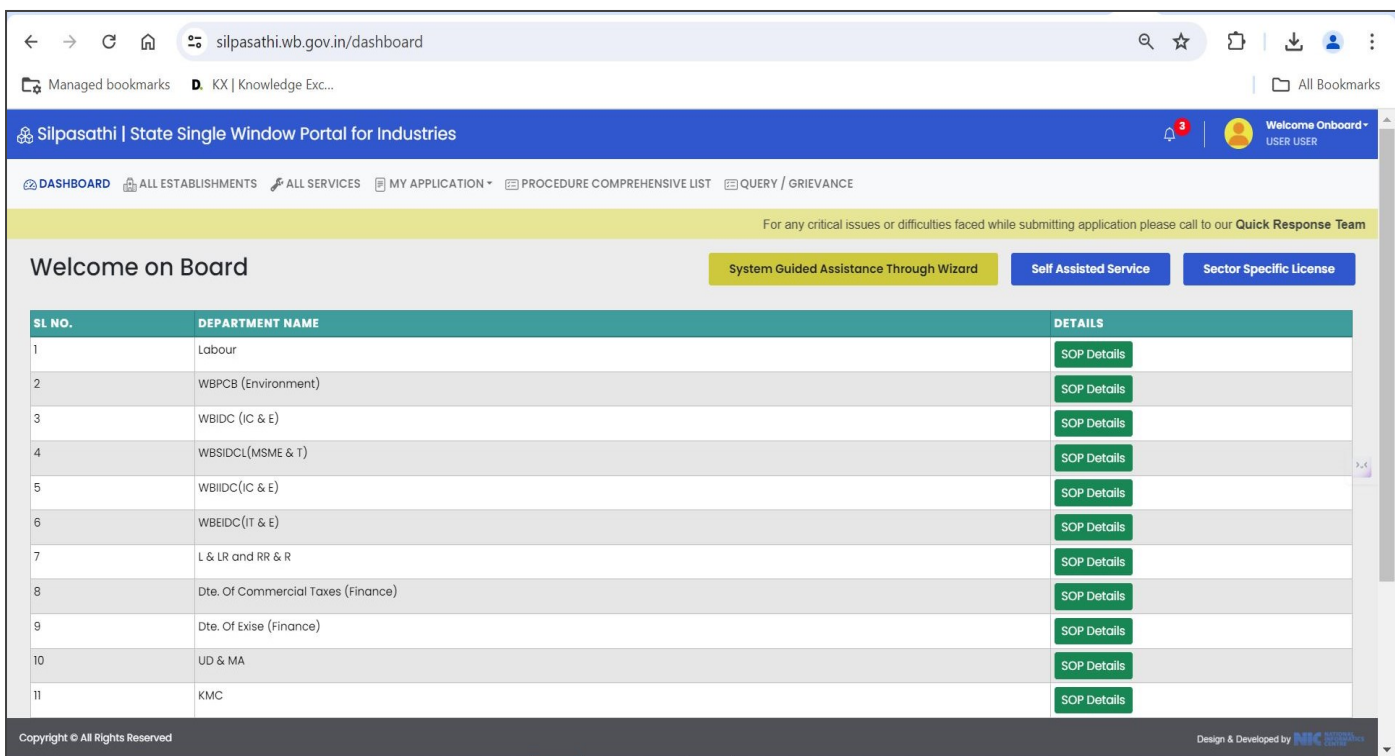 silpasathi.wb.gov.in/dashboard
Managed bookmarks D. KX | Knowledge Exc... All Bookmarks
Silpasathi | State Single Window Portal for Industries 3 Welcome Onboard
USER USER
DASHBOARD ALL ESTABLISHMENTS ALL SERVICES MY APPLICATION PROCEDURE COMPREHENSIVE LIST QUERY / GRIEVANCE
For any critical issues or difficulties faced while submitting application please call to our Quick Response Team
Welcome on Board System Guided Assistance Through Wizard Self Assisted Service Sector Specific License
SL NO. DEPARTMENT NAME DETAILS
1 Labour SOP Details
2 WBPCB (Environment) SOP Details
3 WBIDC (IC & E) SOP Details
4 WBSIDCL(MSME & T) SOP Details
5 WBIIDC(IC & E) SOP Details
6 WBEIDC(IT & E) SOP Details
7 L & LR and RR & R SOP Details
8 Dte. Of Commercial Taxes (Finance) SOP Details
9 Dte. Of Exise (Finance) SOP Details
10 UD & MA SOP Details
11 KMC SOP Details
Copyright © All Rights Reserved Design & Developed by NIC NATIONAL INFORMATICS CENTRE